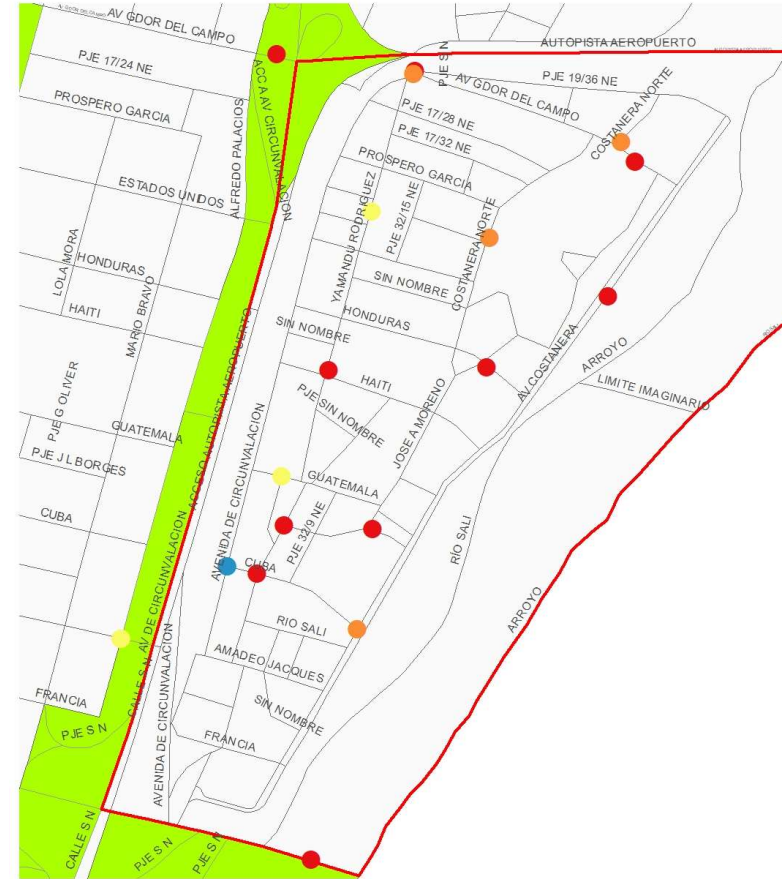 AV GDOR DEL CAMPO
AUTOPISTA AEROPUERTO
PJE S N
PJE 17/24 NE
ACC A AV CIRCUNVALACION
AV GDOR DEL CAMPO
PJE 19/36 NE
COSTANERA NORTE
PROSPERO GARCIA
PJE 17/28 NE
PJE 17/32 NE
ALFREDO PALACIOS
PROSPERO GARCIA
ESTADOS UNIDOS
YAMANDU RODRIGUEZ
PJE 32/15 NE
COSTANERA NORTE
LOLA MORA
HONDURAS
SIN NOMBRE
HAITI
MARIO BRAVO
SIN NOMBRE
HONDURAS
ACCESO AUTOPISTA AEROPUERTO
AV COSTANERA
ARROYO
HAITI
LIMITE IMAGINARIO
PJE G OLIVER
PJE SIN NOMBRE
JOSE A MORENO
GUATEMALA
AVENIDA DE CIRCUNVALACION
PJE J L BORGES
GUATEMALA
CUBA
PJE 32/9 NE
RIO SALI
AV DE CIRCUNVALACION
CUBA
ARROYO
RIO SALI
AMADEO JACQUES
CALLE S N
AVENIDA DE CIRCUNVALACION
FRANCIA
SIN NOMBRE
PJE S N
FRANCIA
CALLE S N
PJE S N
PJE S N